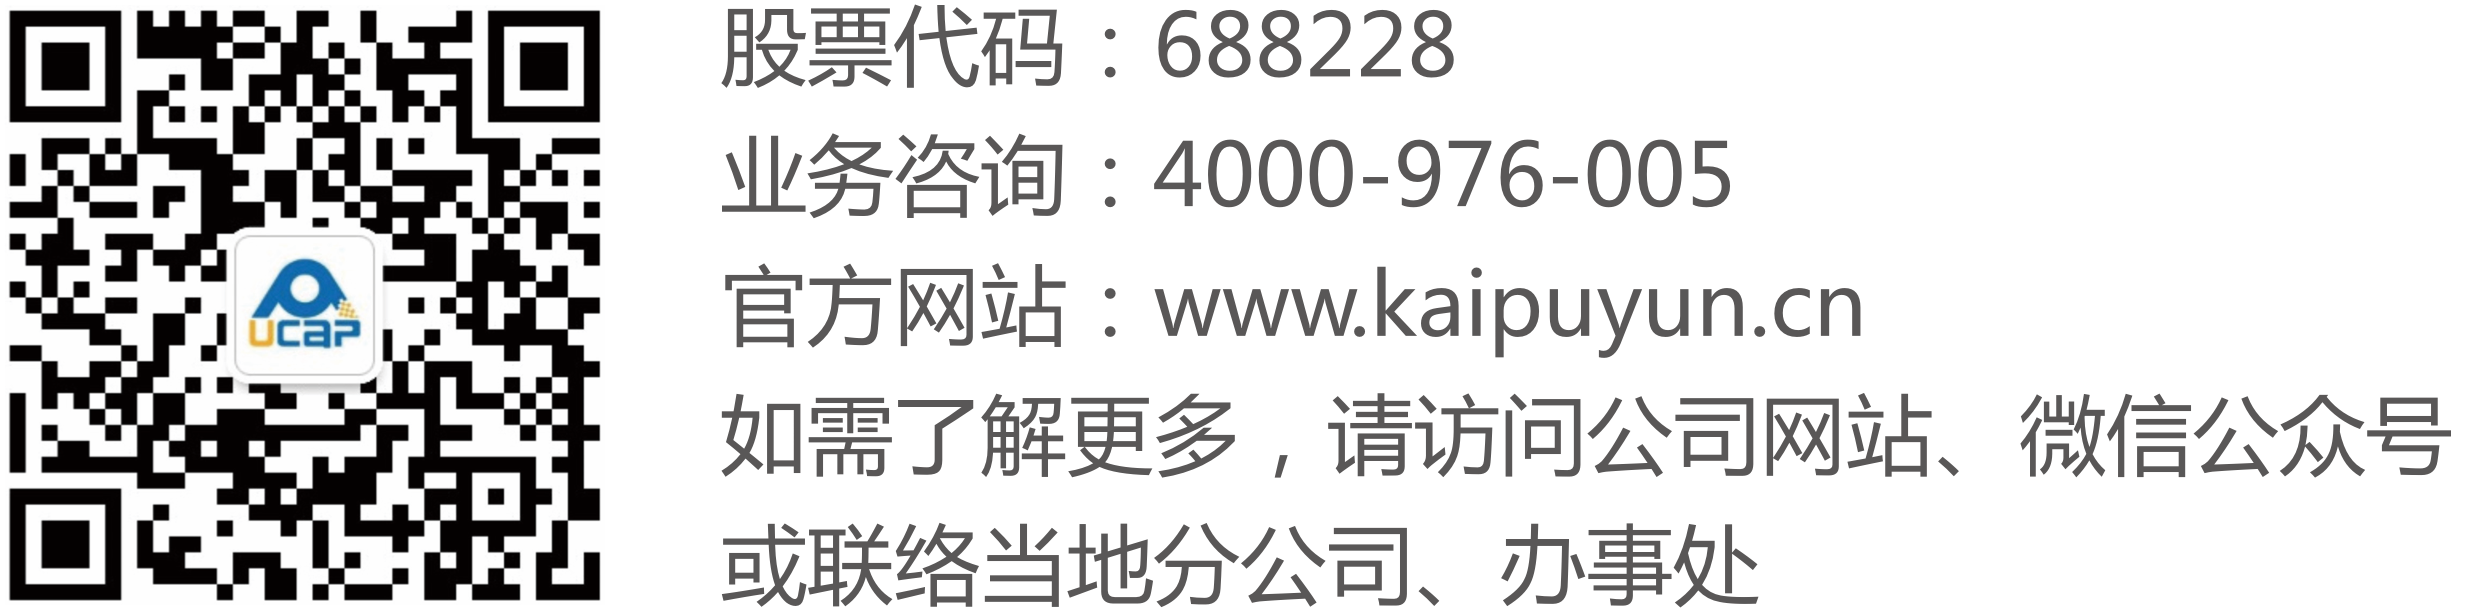 UCAP
股票代码：688228
业务咨询：4000-976-005
官方网站：www.kaipuyun.cn
如需了解更多，请访问公司网站、微信公众号
或联络当地分公司、办事处